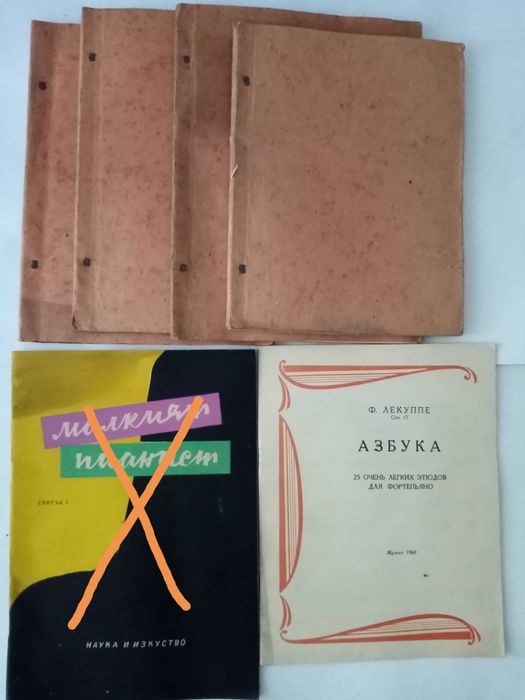 малкият
пианист
СВИТЪК I
НАУКА И ИЗКУСТВО
Ф. ЛЕКУППЕ
Соч. 17
АЗБУКА
25 ОЧЕНЬ ЛЕГКИХ ЭТЮДОВ
ДЛЯ ФОРТЕПЬЯНО
Музгиз 1960